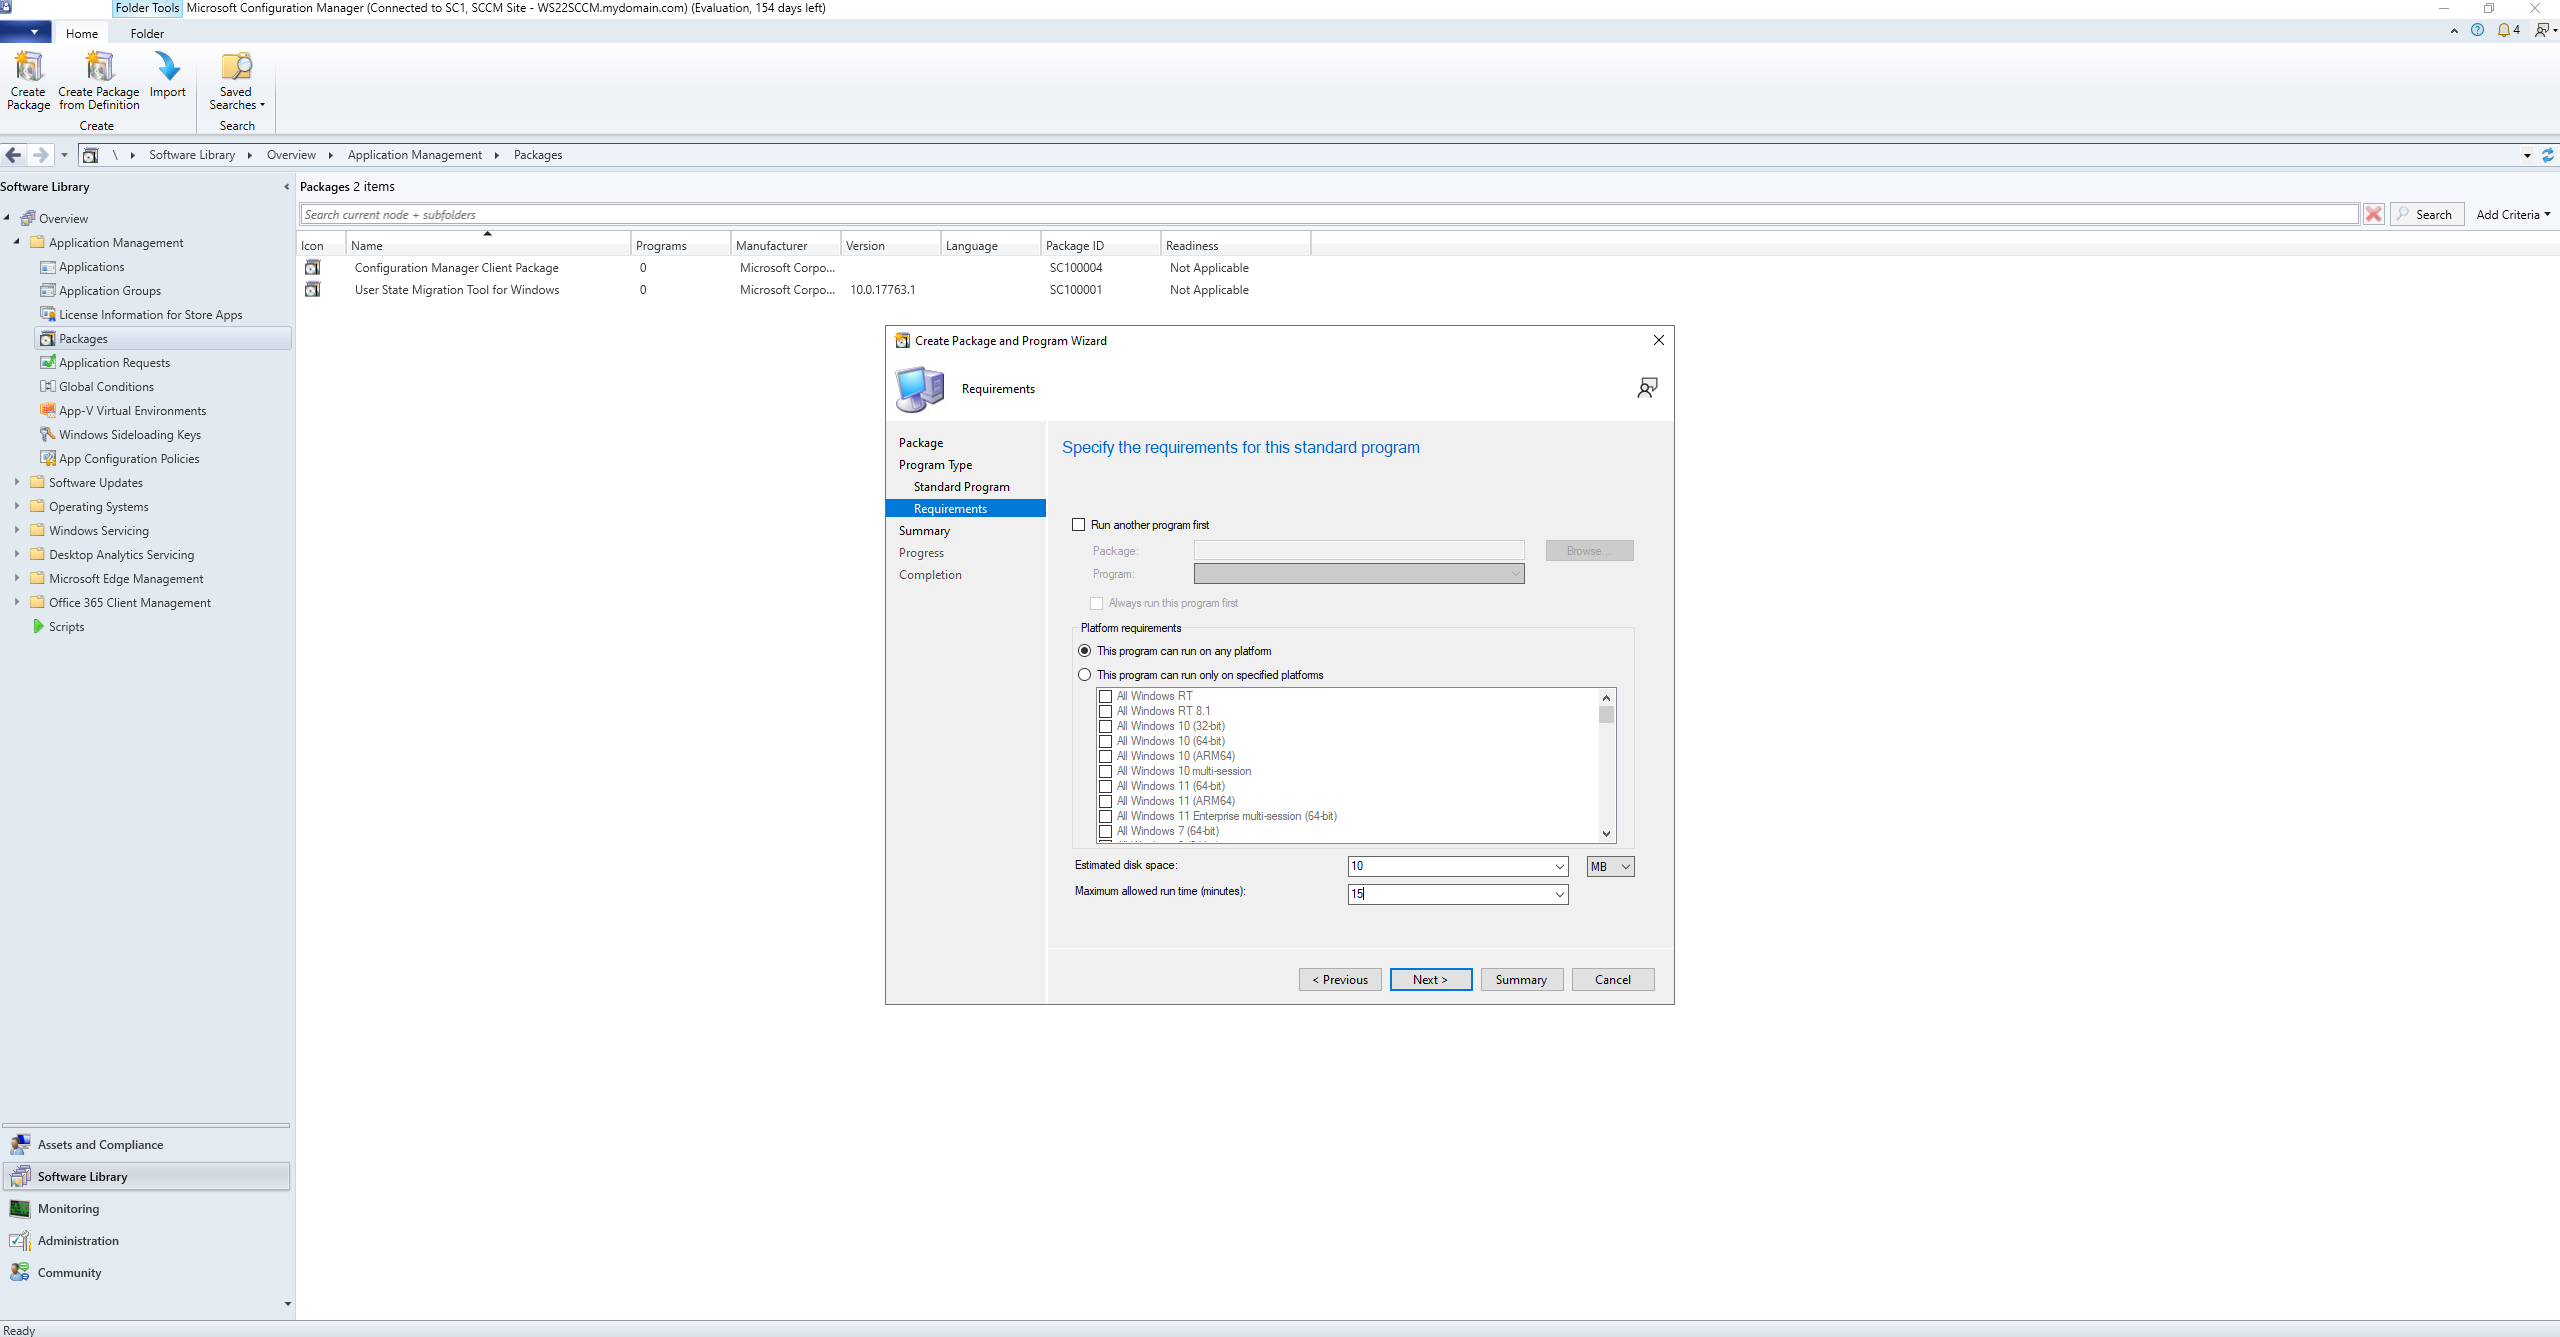 Folder Tools
Microsoft Configuration Manager (Connected to SC1, SCCM Site - WS22SCCM.mydomain.com) (Evaluation, 154 days left)
Home
Folder
4
Create Package
Create Package from Definition
Import
Saved Searches
Create
Search
\
Software Library
Overview
Application Management
Packages
Software Library
Overview
Application Management
Applications
Application Groups
License Information for Store Apps
Packages
Application Requests
Global Conditions
App-V Virtual Environments
Windows Sideloading Keys
App Configuration Policies
Software Updates
Operating Systems
Windows Servicing
Desktop Analytics Servicing
Microsoft Edge Management
Office 365 Client Management
Scripts
Assets and Compliance
Software Library
Monitoring
Administration
Community
Ready
Packages 2 items
Search current node + subfolders
Search
Add Criteria
Icon Name Programs Manufacturer Version Language Package ID Readiness
Configuration Manager Client Package 0 Microsoft Corpo... SC100004 Not Applicable
User State Migration Tool for Windows 0 Microsoft Corpo... 10.0.17763.1 SC100001 Not Applicable
Create Package and Program Wizard
Requirements
Package
Program Type
Standard Program
Requirements
Summary
Progress
Completion
Specify the requirements for this standard program
Run another program first
Package:
Browse...
Program:
Always run this program first
Platform requirements
This program can run on any platform
This program can run only on specified platforms
All Windows RT
All Windows RT 8.1
All Windows 10 (32-bit)
All Windows 10 (64-bit)
All Windows 10 (ARM64)
All Windows 10 multi-session
All Windows 11 (64-bit)
All Windows 11 (ARM64)
All Windows 11 Enterprise multi-session (64-bit)
All Windows 7 (64-bit)
Estimated disk space:
10
MB
Maximum allowed run time (minutes):
15
< Previous
Next >
Summary
Cancel